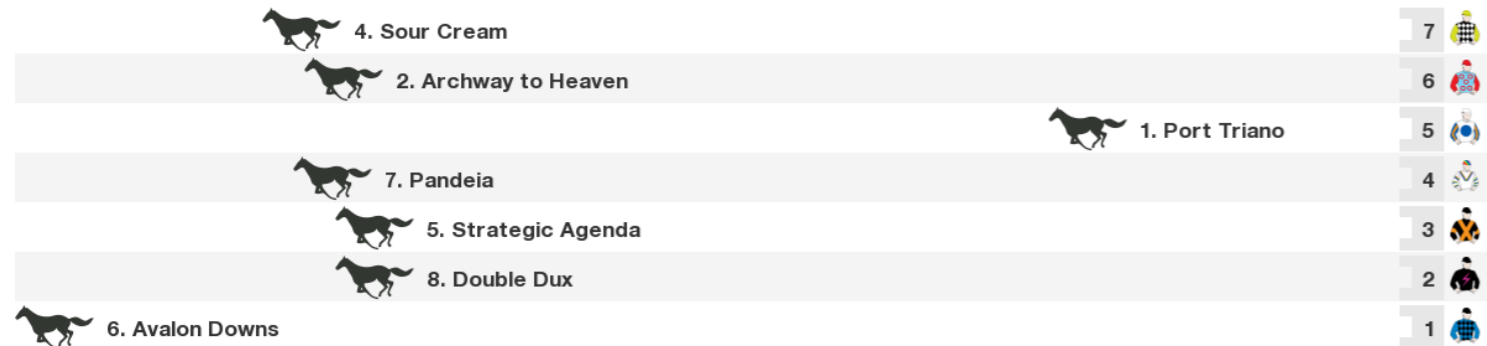 4. Sour Cream 7
2. Archway to Heaven 6
1. Port Triano 5
7. Pandeia 4
5. Strategic Agenda 3
8. Double Dux 2
6. Avalon Downs 1